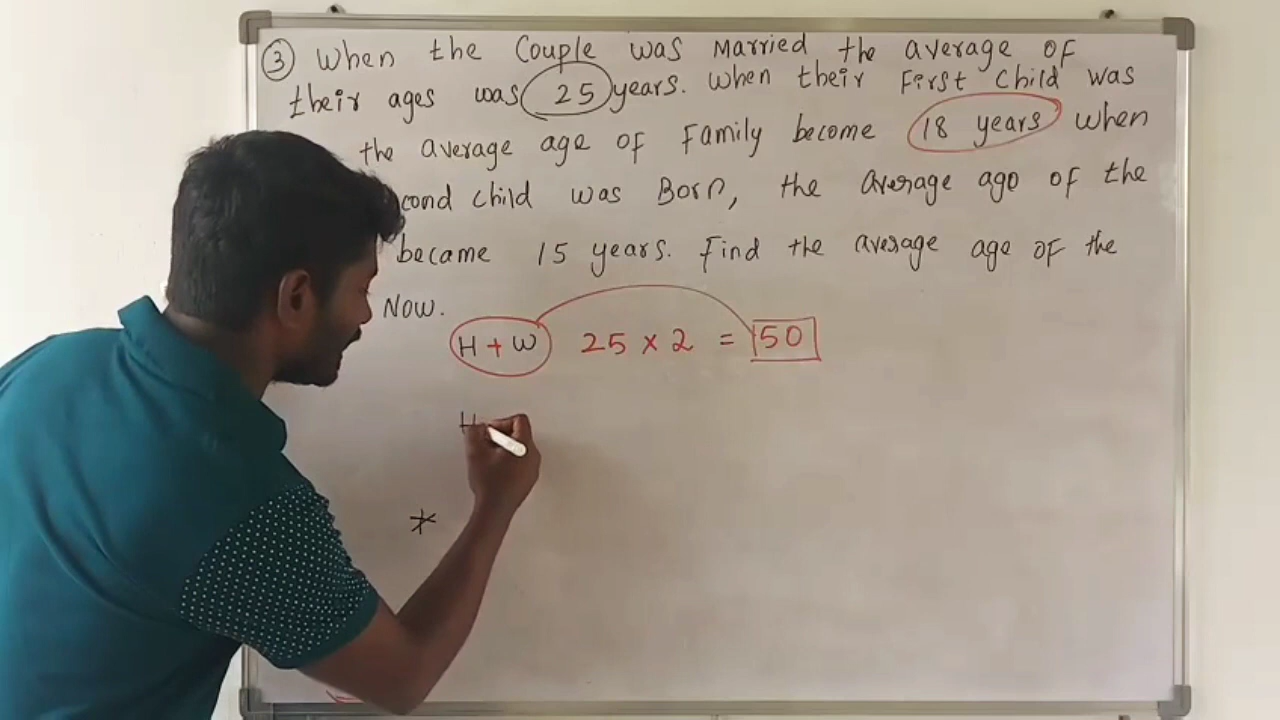 ③ When the Couple was Married the average of
their ages was 25 years. When their First Child was
the average age of Family become 18 years When
cond child was Born, the average age of the
became 15 years. Find the average age of the
Now.
H + W 25 × 2 = 50
H
*